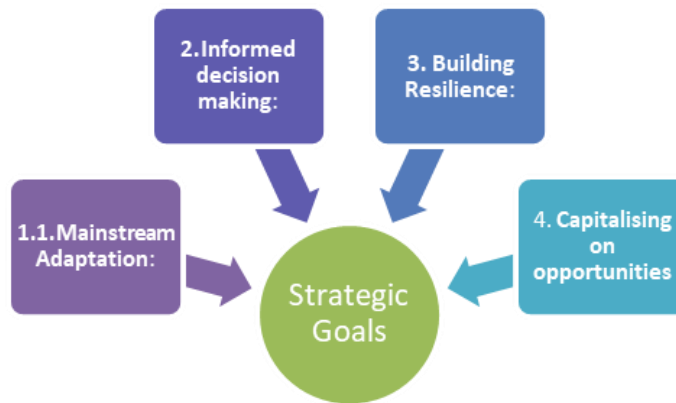 1.1.Mainstream
Adaptation:
2.Informed
decision
making:
3. Building
Resilience:
4. Capitalising
on
opportunities
Strategic
Goals